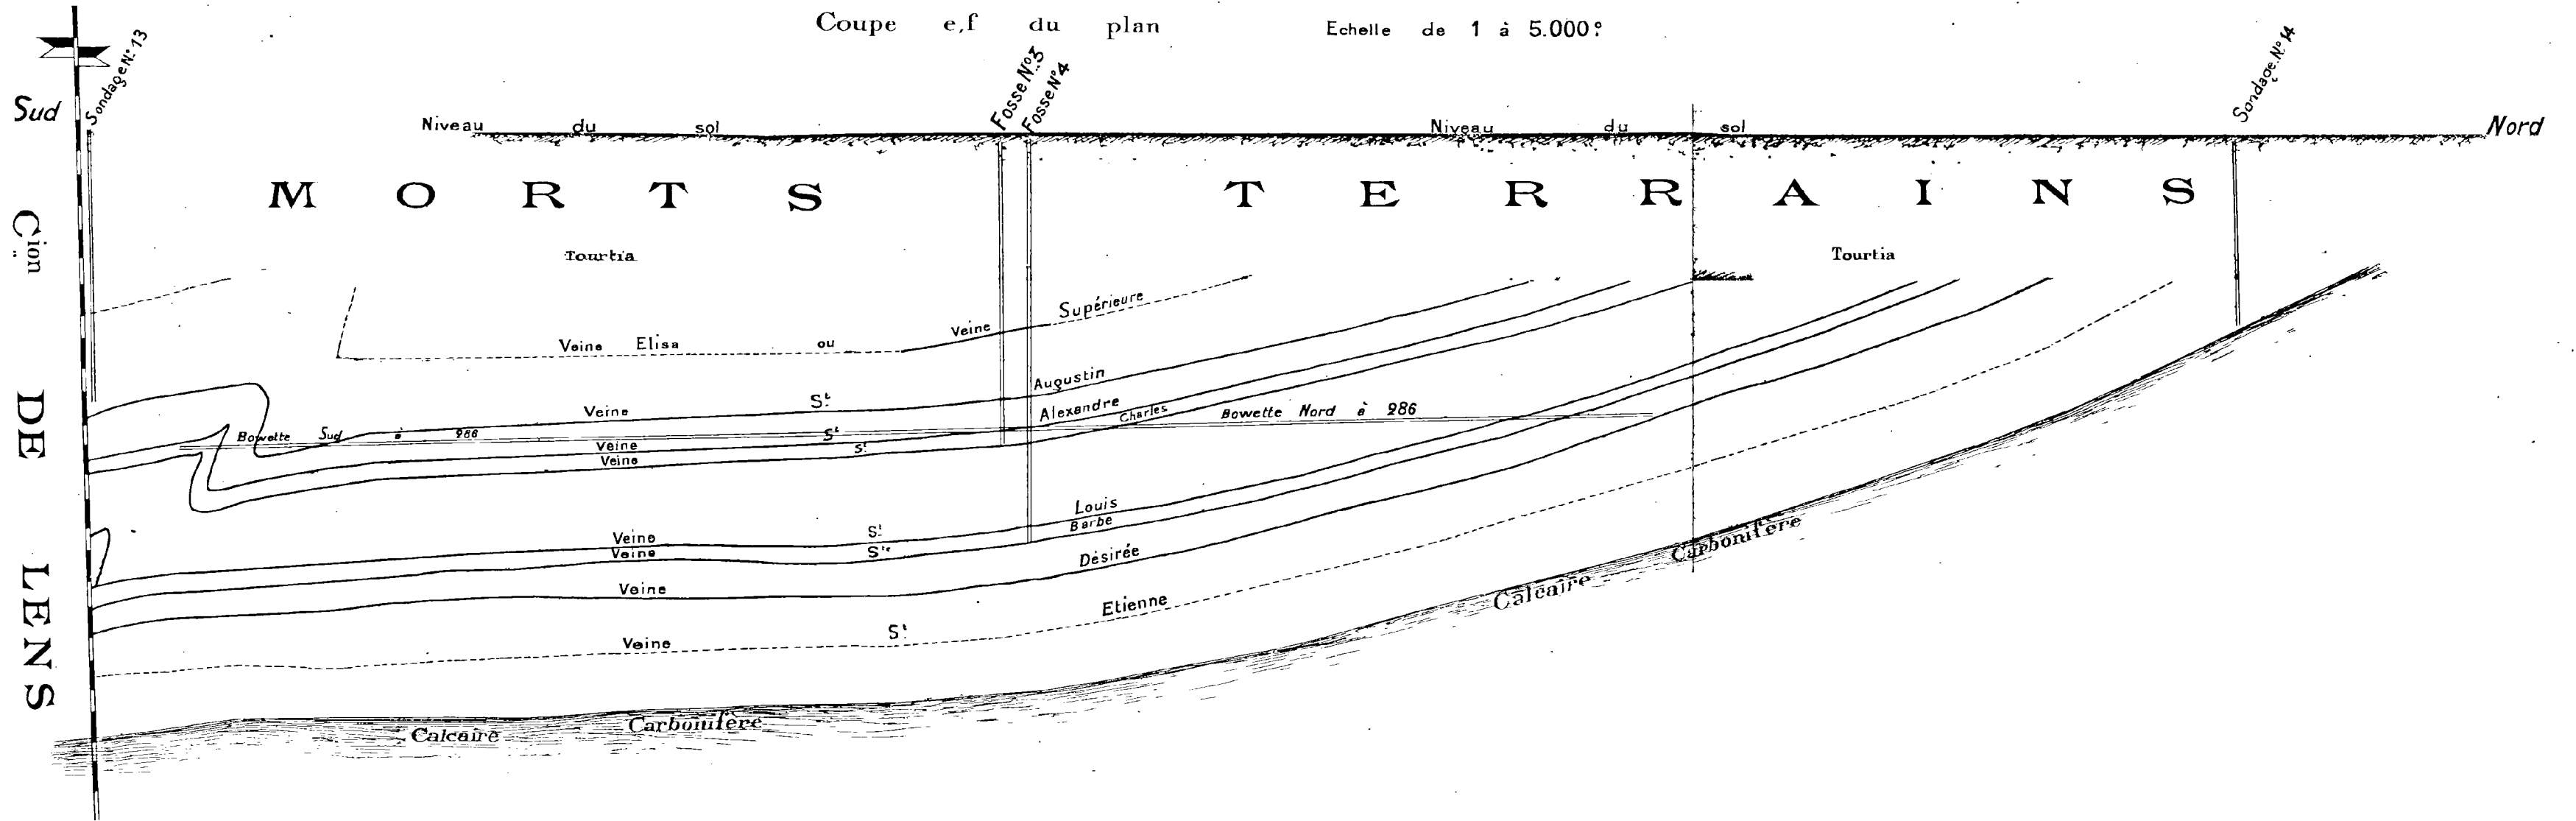 Coupe e,f du plan Echelle de 1 à 5.000ᵉ
Sondage Nº 13
Fosse Nº 3
Fosse Nº 4
Sondage Nº 14
Sud
Niveau du sol
Niveau du sol
Nord
MORTS TERRAINS
Cion DE LENS
Tourtia
Tourtia
Veine Elisa ou Veine Supérieure
Veine St Augustin
Bowette Sud à 286
Bowette Nord à 286
Veine St Alexandre
Veine St Charles
Veine St Louis
Veine Ste Barbe
Veine Désirée
Veine St Etienne
Calcaire Carbonifère
Calcaire Carbonifère